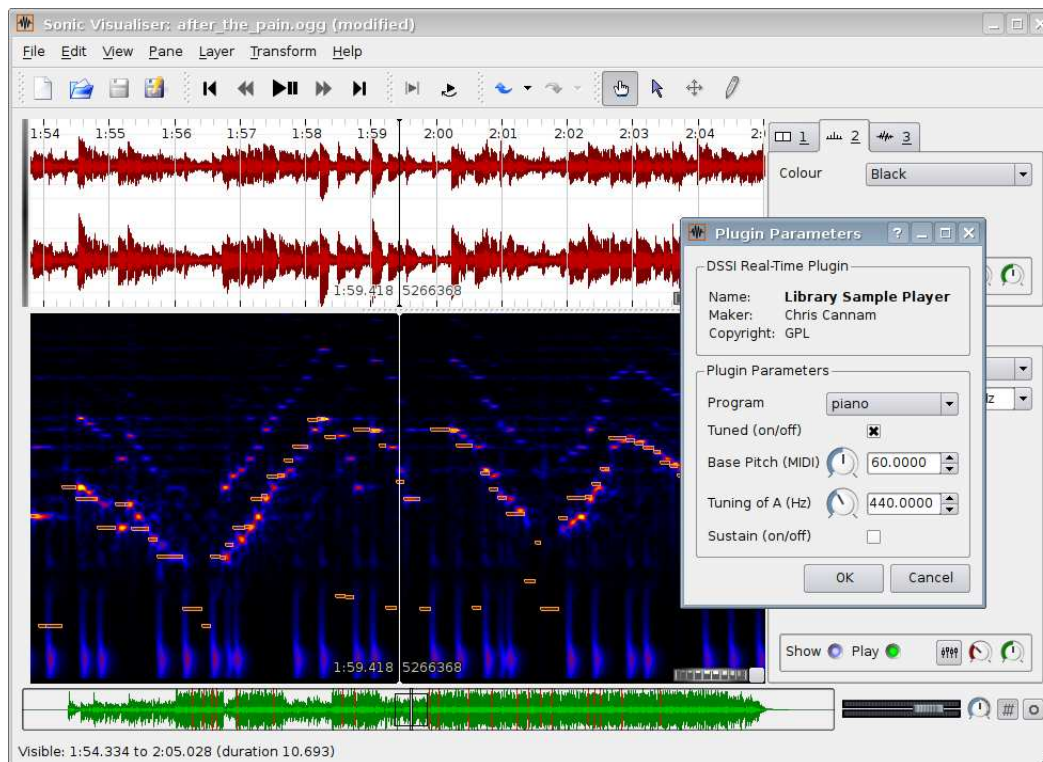 Sonic Visualiser: after_the_pain.ogg (modified)
File Edit View Pane Layer Transform Help
1:54 1:55 1:56 1:57 1:58 1:59 2:00 2:01 2:02 2:03 2:04
1 2 3
Colour Black
1:59.418 5266368
Plugin Parameters
DSSI Real-Time Plugin
Name: Library Sample Player
Maker: Chris Cannam
Copyright: GPL
Plugin Parameters
Program piano
Tuned (on/off)
Base Pitch (MIDI) 60.0000
Tuning of A (Hz) 440.0000
Sustain (on/off)
OK Cancel
Show Play
1:59.418 5266368
Visible: 1:54.334 to 2:05.028 (duration 10.693)